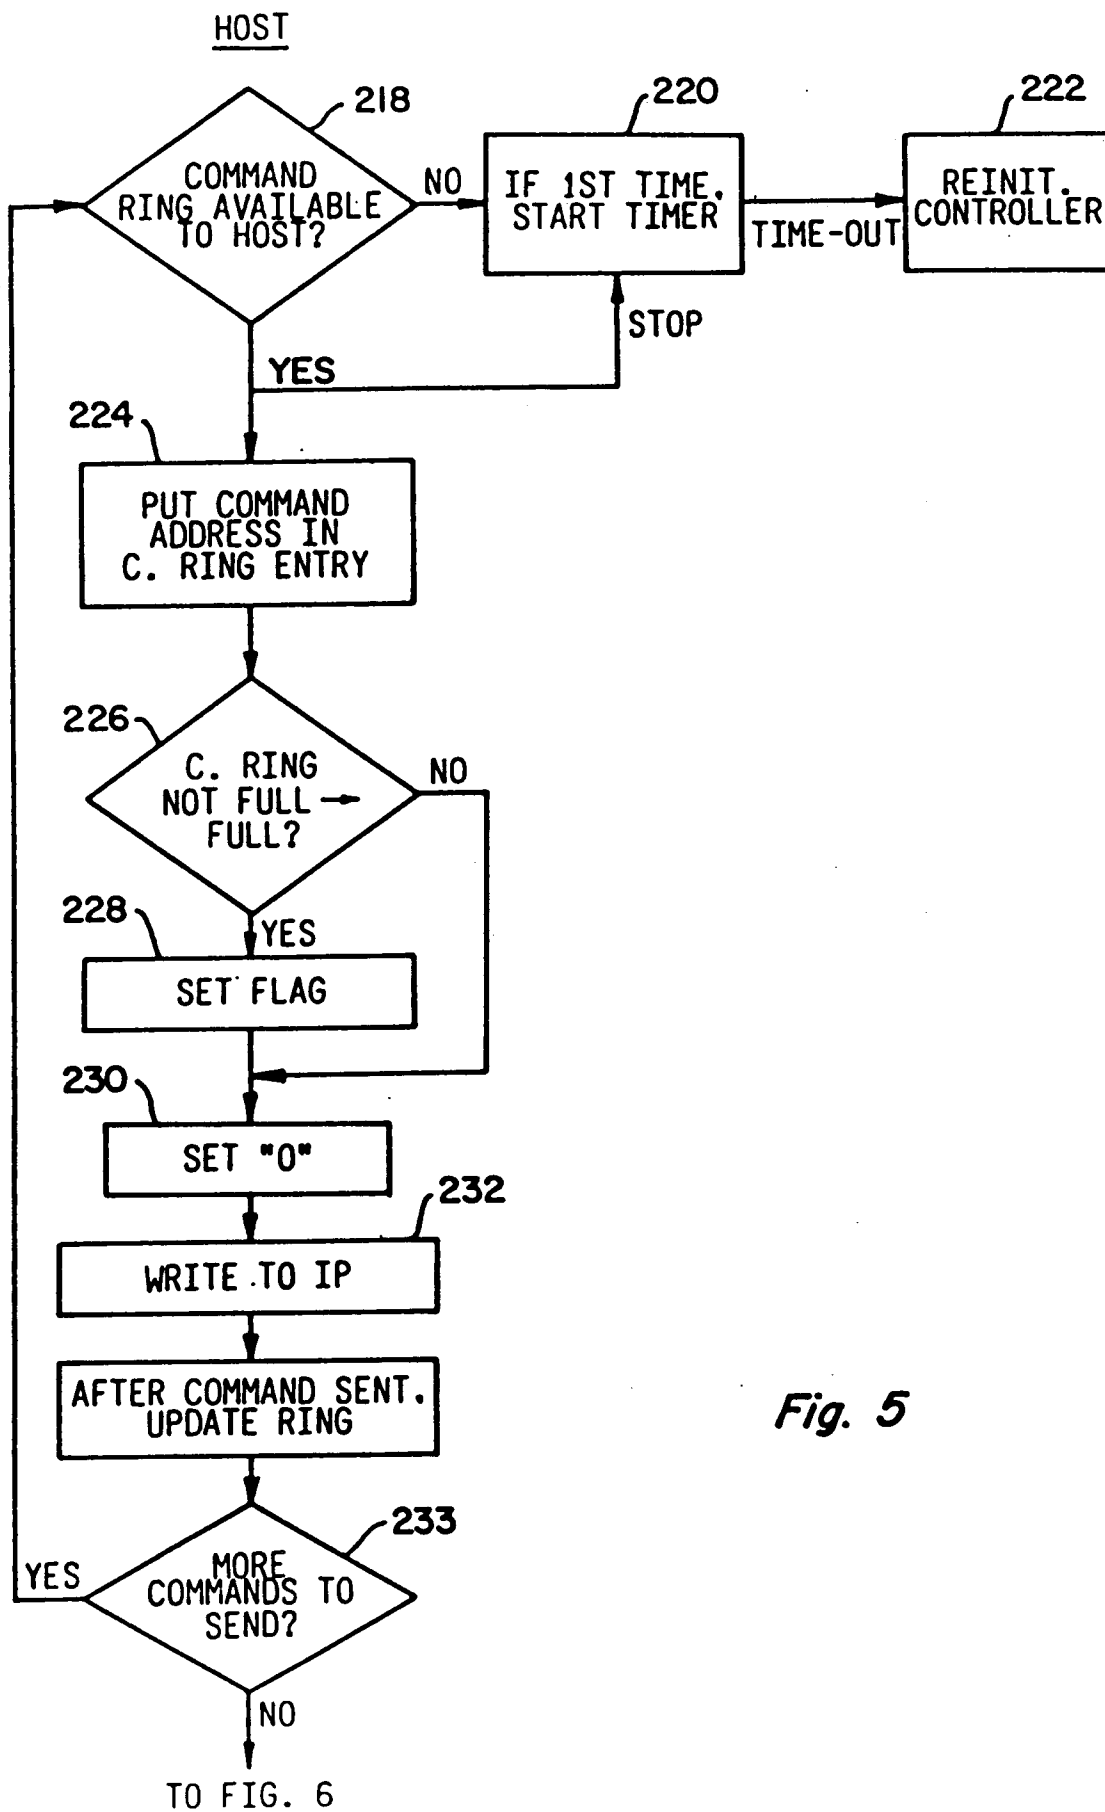 HOST
218
COMMAND
RING AVAILABLE
TO HOST?
NO
220
IF 1ST TIME.
START TIMER
TIME-OUT
222
REINIT.
CONTROLLER
STOP
YES
224
PUT COMMAND
ADDRESS IN
C. RING ENTRY
226
C. RING
NOT FULL →
FULL?
NO
YES
228
SET FLAG
230
SET "O"
232
WRITE TO IP
AFTER COMMAND SENT.
UPDATE RING
233
MORE
COMMANDS TO
SEND?
YES
NO
TO FIG. 6
Fig. 5